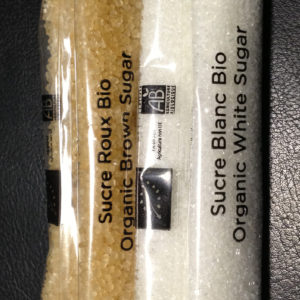 Sucre Roux Bio
Organic Brown Sugar
AB
Sucre Blanc Bio
Organic White Sugar